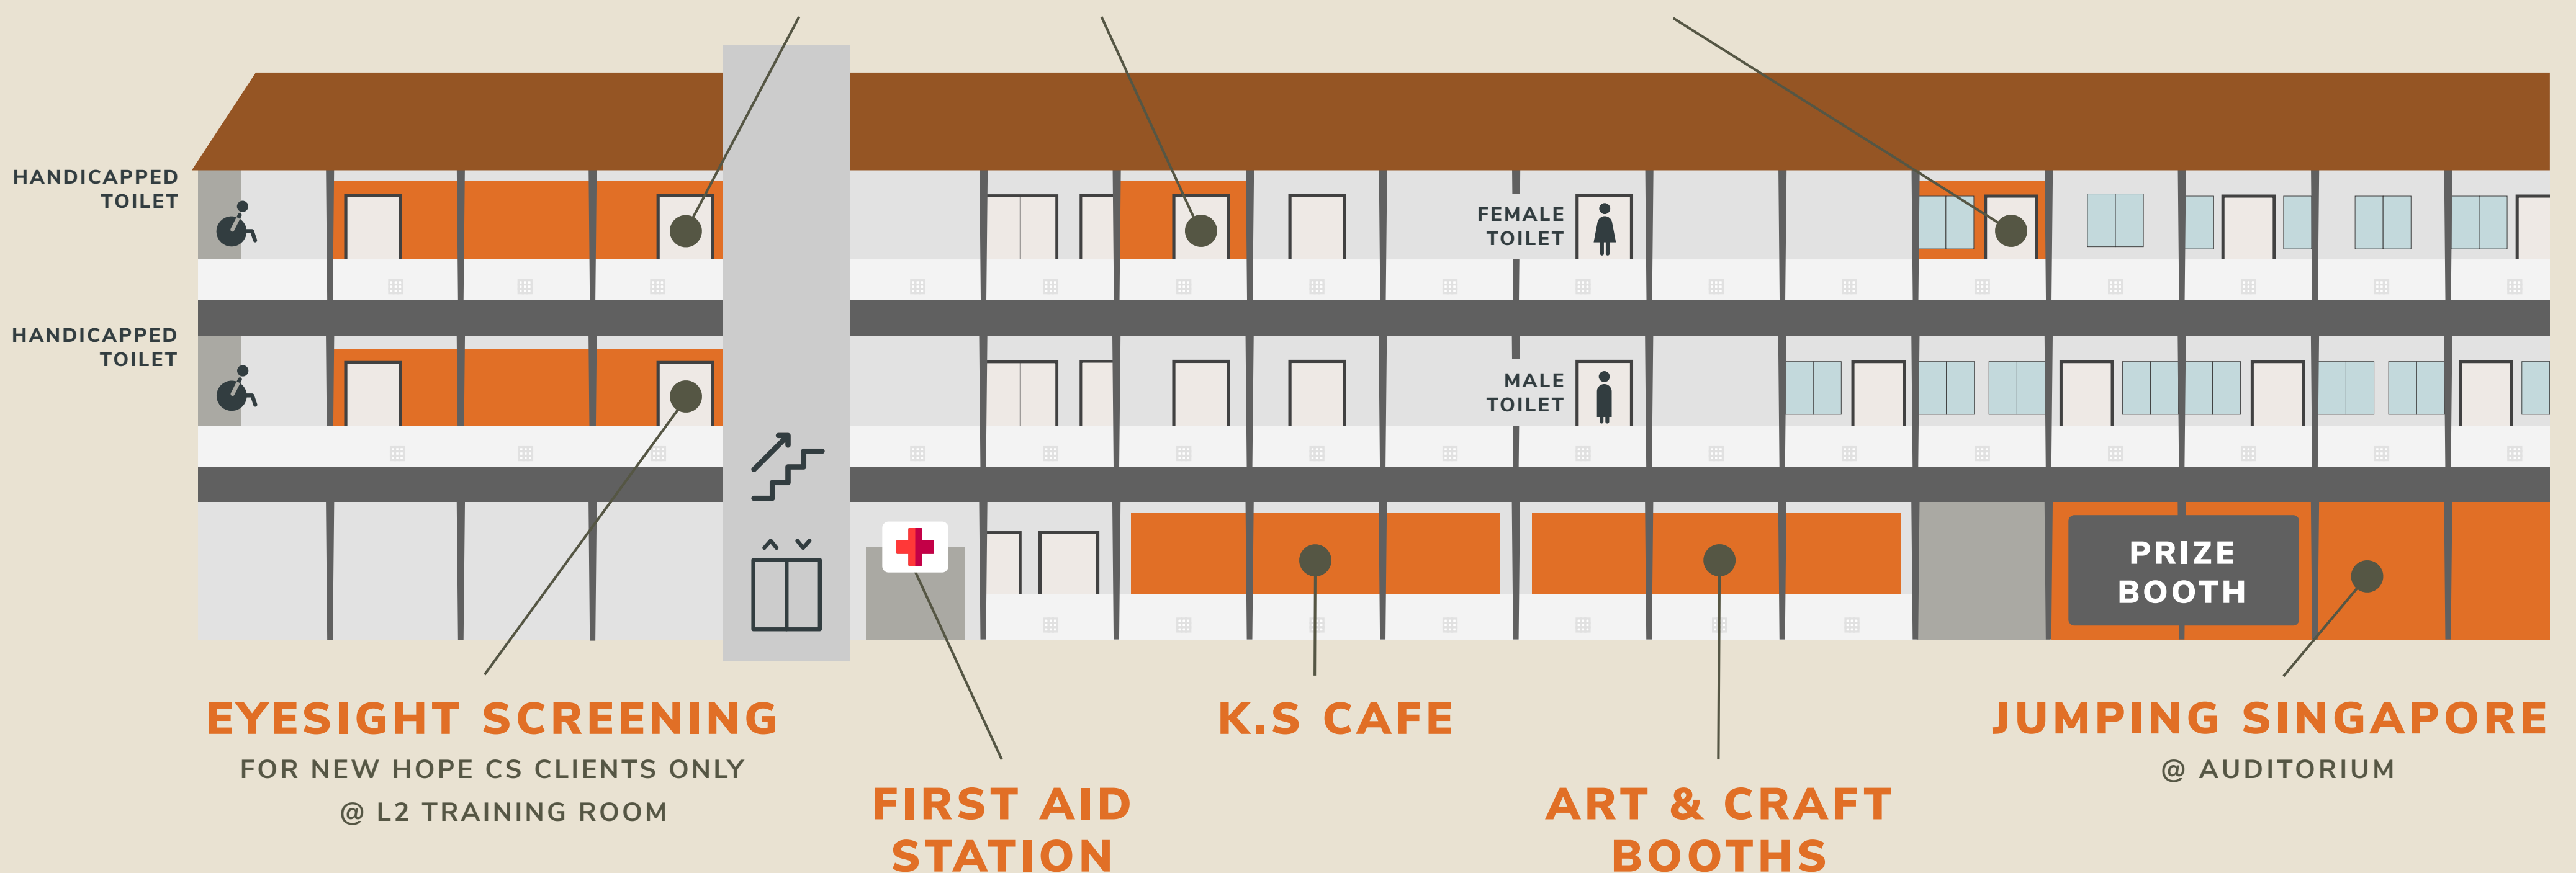 HANDICAPPED
TOILET
FEMALE
TOILET
HANDICAPPED
TOILET
MALE
TOILET
PRIZE
BOOTH
EYESIGHT SCREENING
FOR NEW HOPE CS CLIENTS ONLY
@ L2 TRAINING ROOM
FIRST AID
STATION
K.S CAFE
ART & CRAFT
BOOTHS
JUMPING SINGAPORE
@ AUDITORIUM